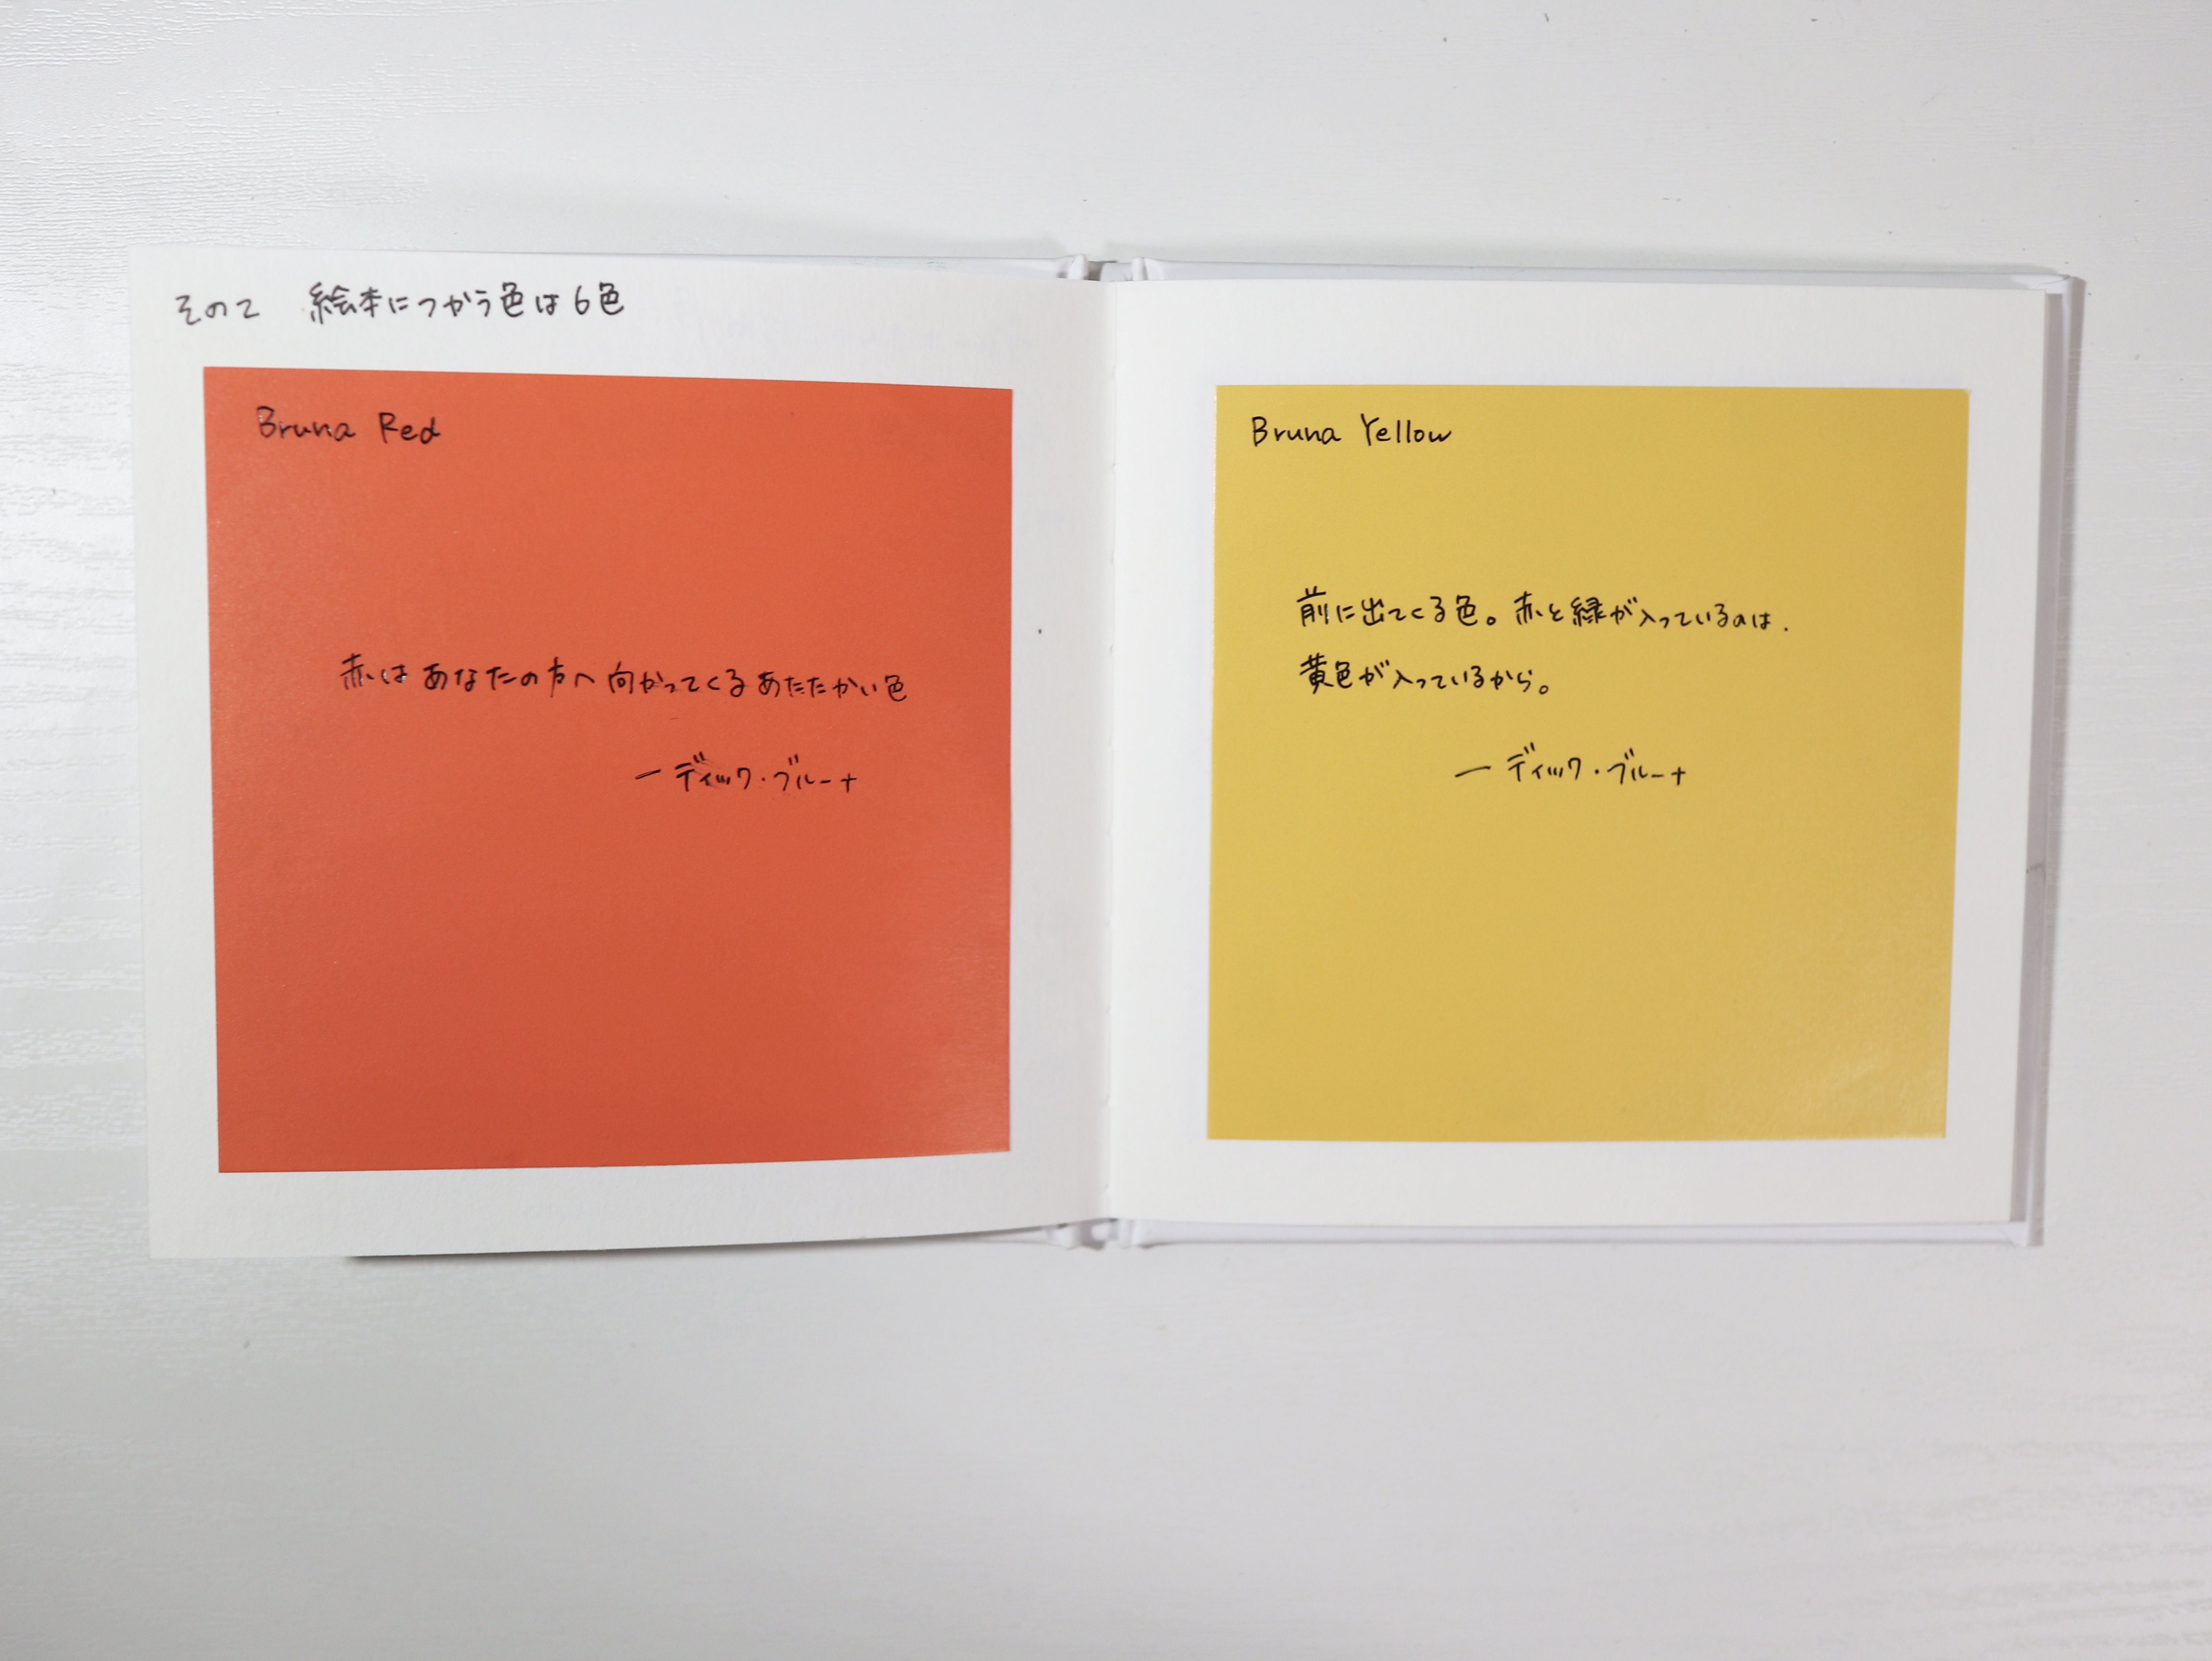 その2 絵本につかう色は6色
Bruna Red
赤はあなたの方へ向かってくるあたたかい色
ーディック・ブルーナ
Bruna Yellow
前に出てくる色。赤と緑が入っているのは、
黄色が入っているから。
ーディック・ブルーナ